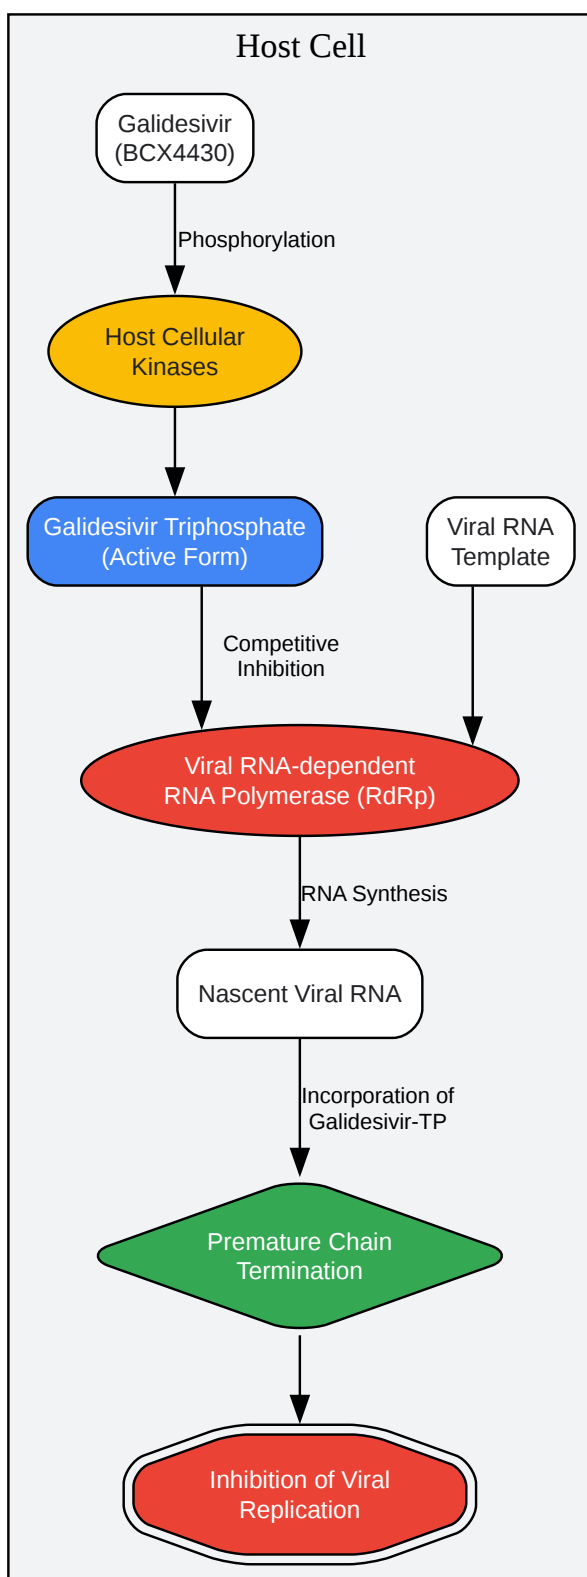 Host Cell
Galidesivir
(BCX4430)
Phosphorylation
Host Cellular
Kinases
Galidesivir Triphosphate
(Active Form)
Viral RNA
Template
Competitive
Inhibition
Viral RNA-dependent
RNA Polymerase (RdRp)
RNA Synthesis
Nascent Viral RNA
Incorporation of
Galidesivir-TP
Premature Chain
Termination
Inhibition of Viral
Replication